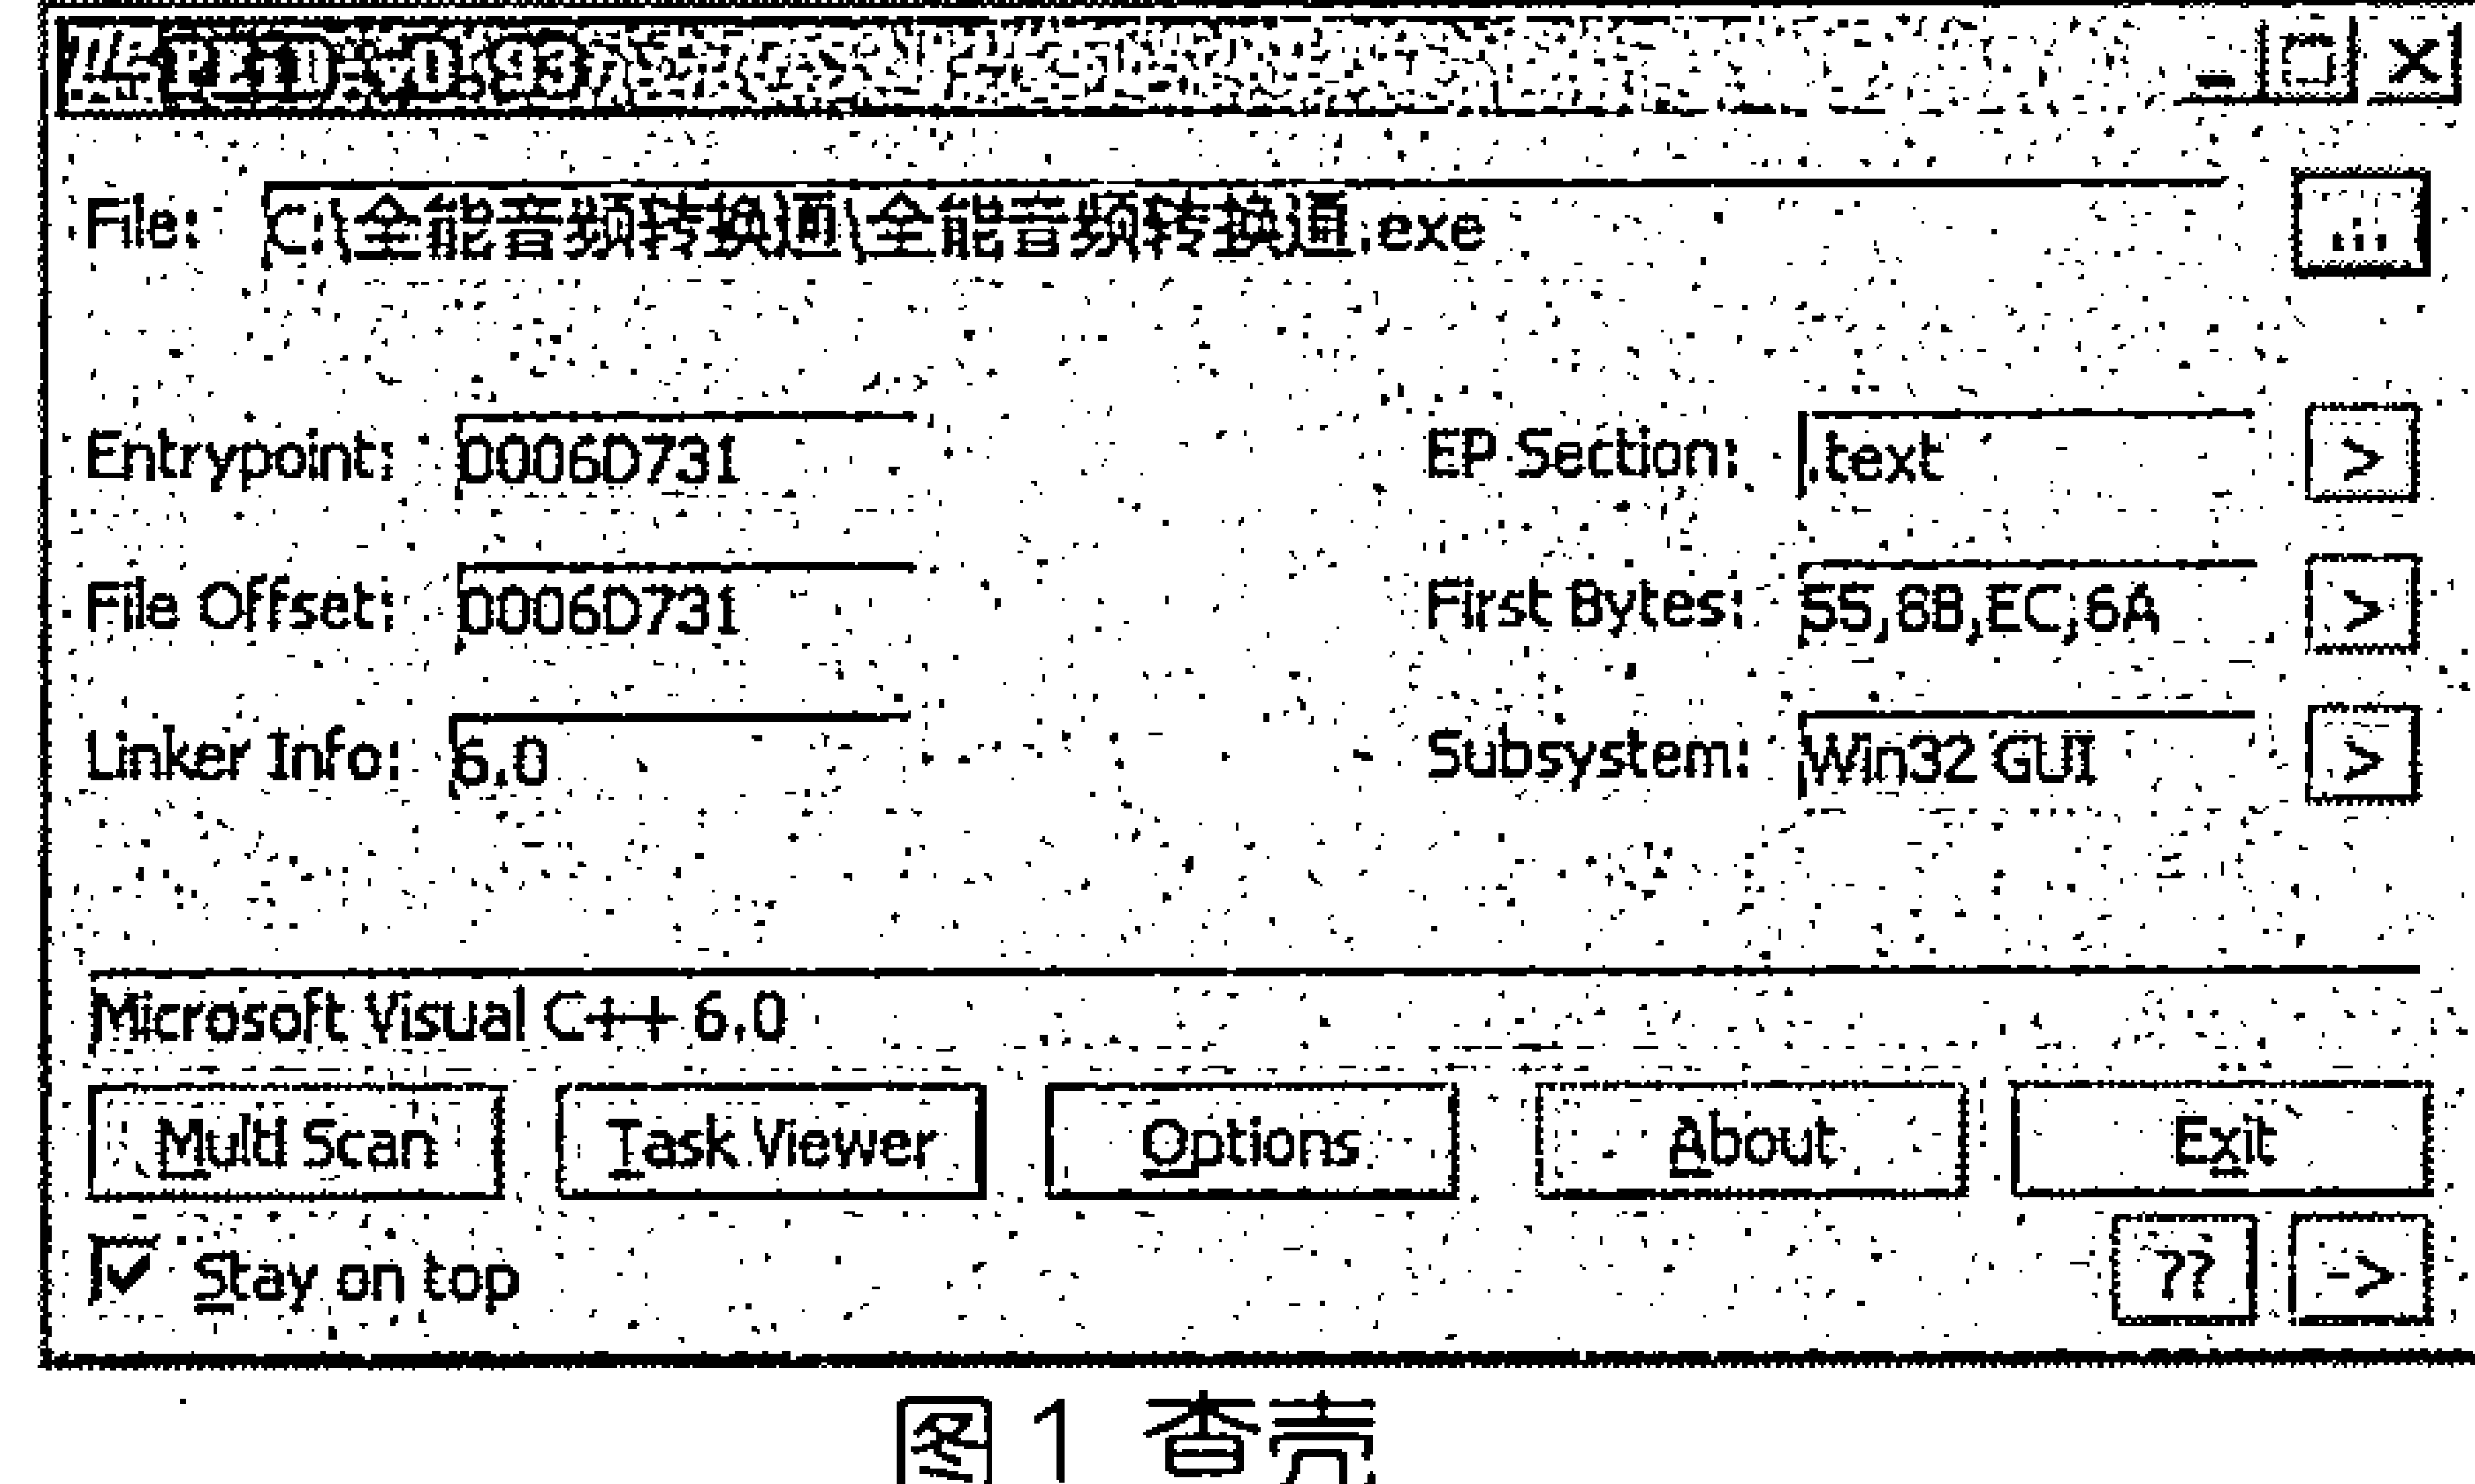 PEiD v0.93
File: C:\全能音频转换通\全能音频转换通.exe ...
Entrypoint: 0006D731 EP Section: .text >
File Offset: 0006D731 First Bytes: 55,8B,EC,6A >
Linker Info: 6.0 Subsystem: Win32 GUI >
Microsoft Visual C++ 6.0
Multi Scan Task Viewer Options About Exit
Stay on top ?? ->
图1 查壳